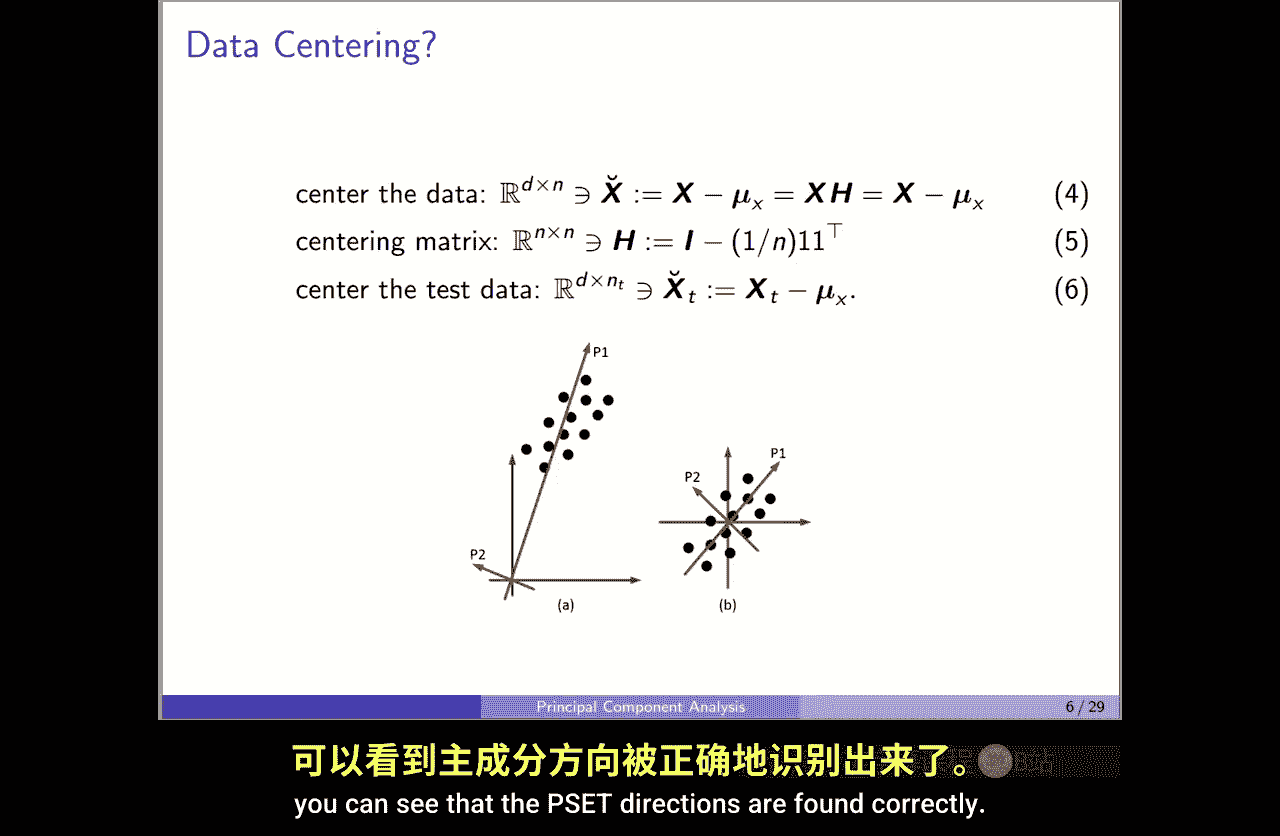 Data Centering?
center the data: ℝ^{d×n} ∋ X̆ := X − μ_x = XH = X − μ_x (4)
centering matrix: ℝ^{n×n} ∋ H := I − (1/n)11^⊤ (5)
center the test data: ℝ^{d×n_t} ∋ X̆_t := X_t − μ_x. (6)
P1
P2
(a)
P1
P2
(b)
Principal Component Analysis 6 / 29
可以看到主成分方向被正确地识别出来了。
you can see that the PSET directions are found correctly.